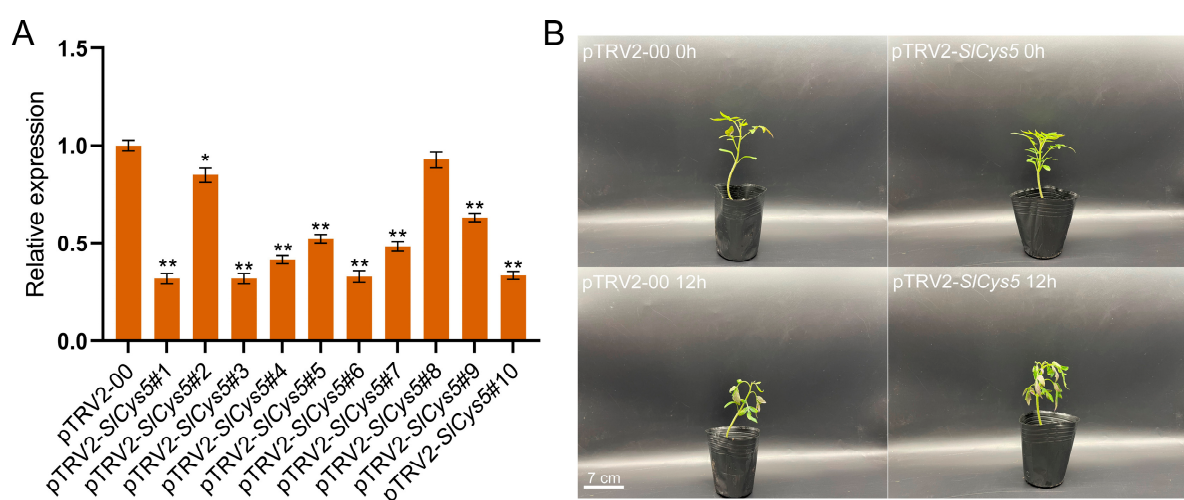 A
B
1.5
1.0
0.5
0.0
Relative expression
*
**
**
**
**
**
**
**
**
pTRV2-00
pTRV2-SlCys5#1
pTRV2-SlCys5#2
pTRV2-SlCys5#3
pTRV2-SlCys5#4
pTRV2-SlCys5#5
pTRV2-SlCys5#6
pTRV2-SlCys5#7
pTRV2-SlCys5#8
pTRV2-SlCys5#9
pTRV2-SlCys5#10
pTRV2-00 0h
pTRV2-SlCys5 0h
pTRV2-00 12h
pTRV2-SlCys5 12h
7 cm